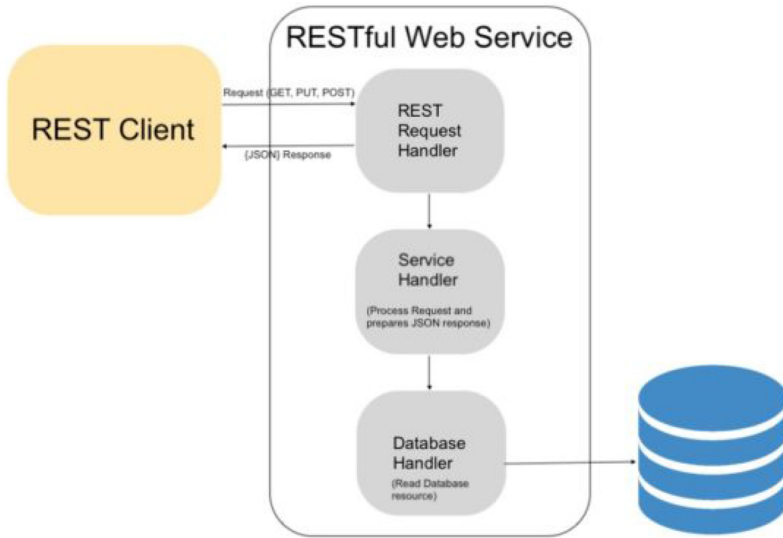 RESTful Web Service
REST Client
Request (GET, PUT, POST)
{JSON} Response
REST
Request
Handler
Service
Handler
(Process Request and
prepares JSON response)
Database
Handler
(Read Database
resource)